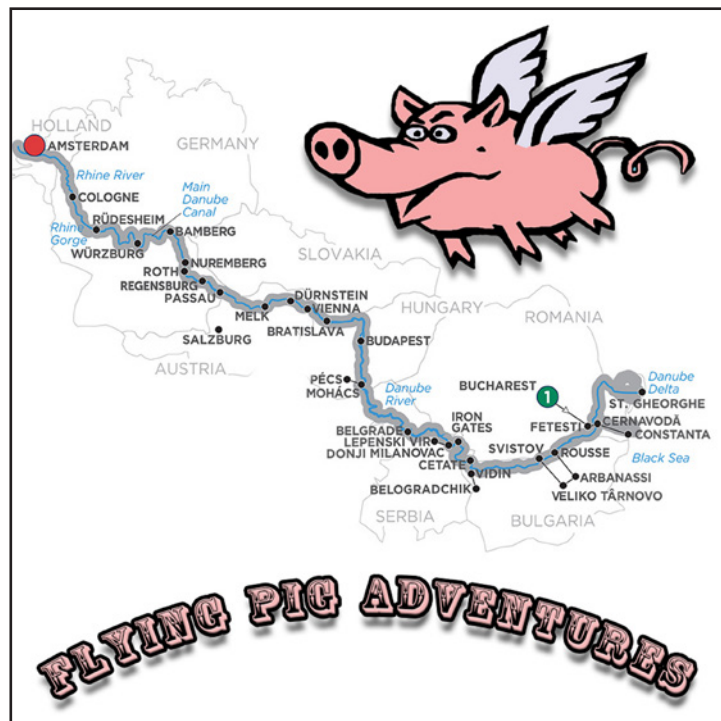 HOLLAND
AMSTERDAM
GERMANY
Rhine River
Main
Danube
Canal
COLOGNE
RÜDESHEIM
Rhine
Gorge
BAMBERG
WÜRZBURG
SLOVAKIA
NUREMBERG
ROTH
REGENSBURG
PASSAU
DÜRNSTEIN
VIENNA
HUNGARY
MELK
ROMANIA
BRATISLAVA
SALZBURG
BUDAPEST
AUSTRIA
PÉCS
MOHÁCS
Danube
River
BUCHAREST
1
Danube
Delta
ST. GHEORGHE
IRON
GATES
FETESTI
CERNAVODĂ
CONSTANTA
BELGRADE
LEPENSKI VIR
DONJI MILANOVAC
SVISTOV
ROUSSE
Black Sea
CETATE
VIDIN
ARBANASSI
BELOGRADCHIK
VELIKO TÂRNOVO
SERBIA
BULGARIA
FLYING PIG ADVENTURES